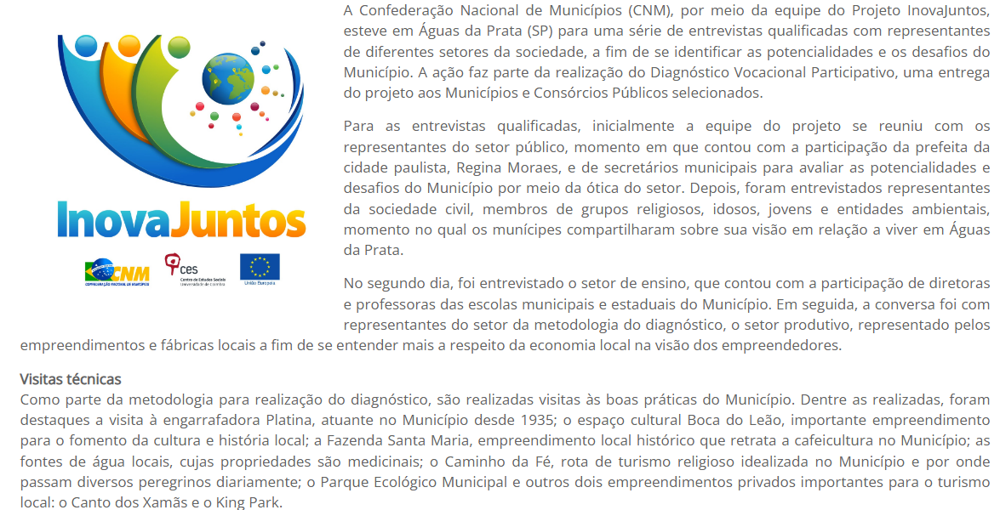 A Confederação Nacional de Municípios (CNM), por meio da equipe do Projeto InovaJuntos,
esteve em Águas da Prata (SP) para uma série de entrevistas qualificadas com representantes
de diferentes setores da sociedade, a fim de se identificar as potencialidades e os desafios do
Município. A ação faz parte da realização do Diagnóstico Vocacional Participativo, uma entrega
do projeto aos Municípios e Consórcios Públicos selecionados.
Para as entrevistas qualificadas, inicialmente a equipe do projeto se reuniu com os
representantes do setor público, momento em que contou com a participação da prefeita da
cidade paulista, Regina Moraes, e de secretários municipais para avaliar as potencialidades e
desafios do Município por meio da ótica do setor. Depois, foram entrevistados representantes
da sociedade civil, membros de grupos religiosos, idosos, jovens e entidades ambientais,
momento no qual os munícipes compartilharam sobre sua visão em relação a viver em Águas
da Prata.
InovaJuntos
CNM
CONFEDERAÇÃO NACIONAL DE MUNICÍPIOS
ces
Centro de Estudos Sociais
Universidade de Coimbra
União Europeia
No segundo dia, foi entrevistado o setor de ensino, que contou com a participação de diretoras
e professoras das escolas municipais e estaduais do Município. Em seguida, a conversa foi com
representantes do setor da metodologia do diagnóstico, o setor produtivo, representado pelos
empreendimentos e fábricas locais a fim de se entender mais a respeito da economia local na visão dos empreendedores.
Visitas técnicas
Como parte da metodologia para realização do diagnóstico, são realizadas visitas às boas práticas do Município. Dentre as realizadas, foram
destaques a visita à engarrafadora Platina, atuante no Município desde 1935; o espaço cultural Boca do Leão, importante empreendimento
para o fomento da cultura e história local; a Fazenda Santa Maria, empreendimento local histórico que retrata a cafeicultura no Município; as
fontes de água locais, cujas propriedades são medicinais; o Caminho da Fé, rota de turismo religioso idealizada no Município e por onde
passam diversos peregrinos diariamente; o Parque Ecológico Municipal e outros dois empreendimentos privados importantes para o turismo
local: o Canto dos Xamãs e o King Park.